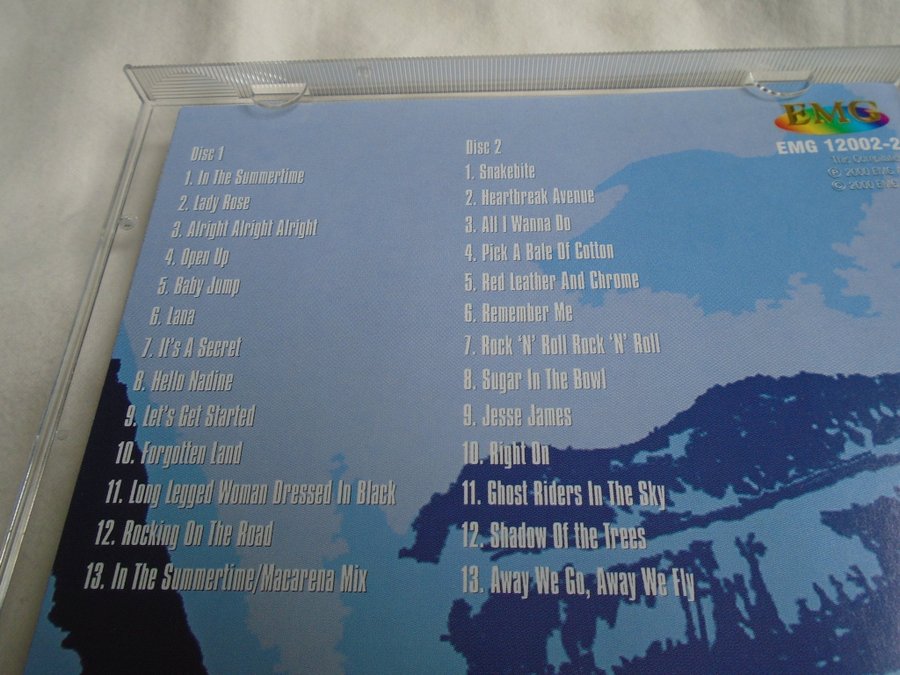 Disc 1
1. In The Summertime
2. Lady Rose
3. Alright Alright Alright
4. Open Up
5. Baby Jump
6. Lana
7. It's A Secret
8. Hello Nadine
9. Let's Get Started
10. Forgotten Land
11. Long Legged Woman Dressed In Black
12. Rocking On The Road
13. In The Summertime/Macarena Mix
Disc 2
1. Snakebite
2. Heartbreak Avenue
3. All I Wanna Do
4. Pick A Bale Of Cotton
5. Red Leather And Chrome
6. Remember Me
7. Rock 'N' Roll Rock 'N' Roll
8. Sugar In The Bowl
9. Jesse James
10. Right On
11. Ghost Riders In The Sky
12. Shadow Of the Trees
13. Away We Go, Away We Fly
EMG
EMG 12002-2
This
℗ 2000 EMG
© 2000 EMG